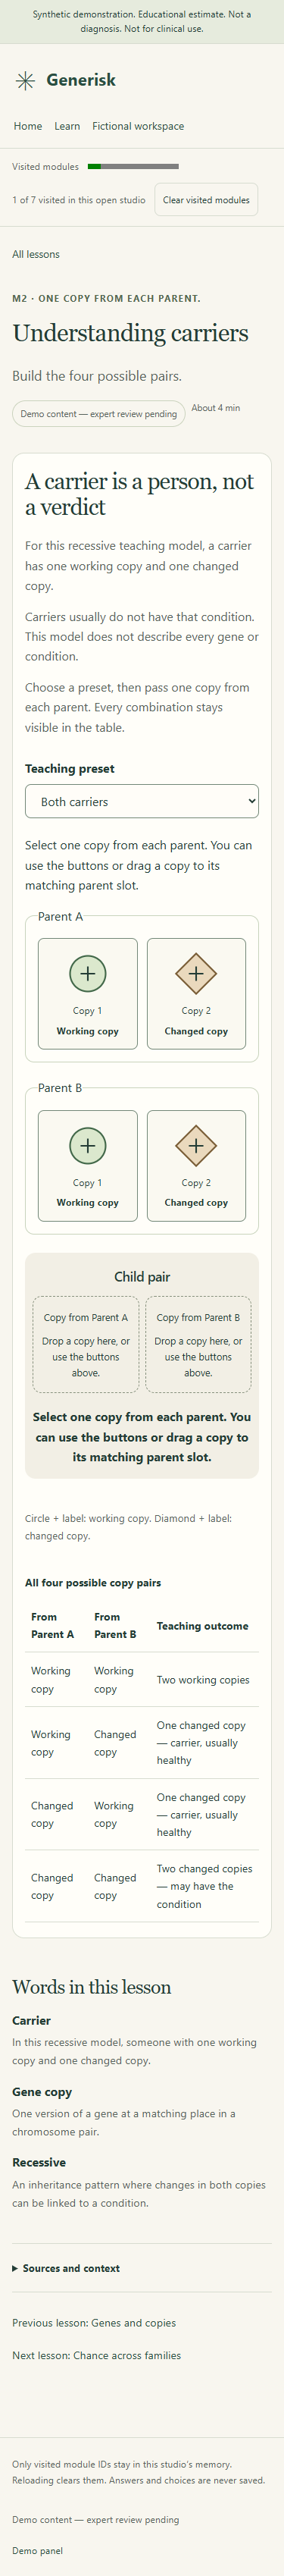 Synthetic demonstration. Educational estimate. Not a
diagnosis. Not for clinical use.
Generisk
Home Learn Fictional workspace
Visited modules
1 of 7 visited in this open studio Clear visited modules
All lessons
M2 · ONE COPY FROM EACH PARENT.
Understanding carriers
Build the four possible pairs.
Demo content — expert review pending About 4 min
A carrier is a person, not
a verdict
For this recessive teaching model, a carrier
has one working copy and one changed
copy.
Carriers usually do not have that condition.
This model does not describe every gene or
condition.
Choose a preset, then pass one copy from
each parent. Every combination stays
visible in the table.
Teaching preset
Both carriers
Select one copy from each parent. You can
use the buttons or drag a copy to its
matching parent slot.
Parent A
Copy 1 Copy 2
Working copy Changed copy
Parent B
Copy 1 Copy 2
Working copy Changed copy
Child pair
Copy from Parent A Copy from Parent B
Drop a copy here, or Drop a copy here, or
use the buttons use the buttons
above. above.
Select one copy from each parent. You
can use the buttons or drag a copy to
its matching parent slot.
Circle + label: working copy. Diamond + label:
changed copy.
All four possible copy pairs
From From Teaching outcome
Parent A Parent B
Working Working Two working copies
copy copy
Working Changed One changed copy
copy copy — carrier, usually
healthy
Changed Working One changed copy
copy copy — carrier, usually
healthy
Changed Changed Two changed copies
copy copy — may have the
condition
Words in this lesson
Carrier
In this recessive model, someone with one working
copy and one changed copy.
Gene copy
One version of a gene at a matching place in a
chromosome pair.
Recessive
An inheritance pattern where changes in both copies
can be linked to a condition.
Sources and context
Previous lesson: Genes and copies
Next lesson: Chance across families
Only visited module IDs stay in this studio's memory.
Reloading clears them. Answers and choices are never saved.
Demo content — expert review pending
Demo panel